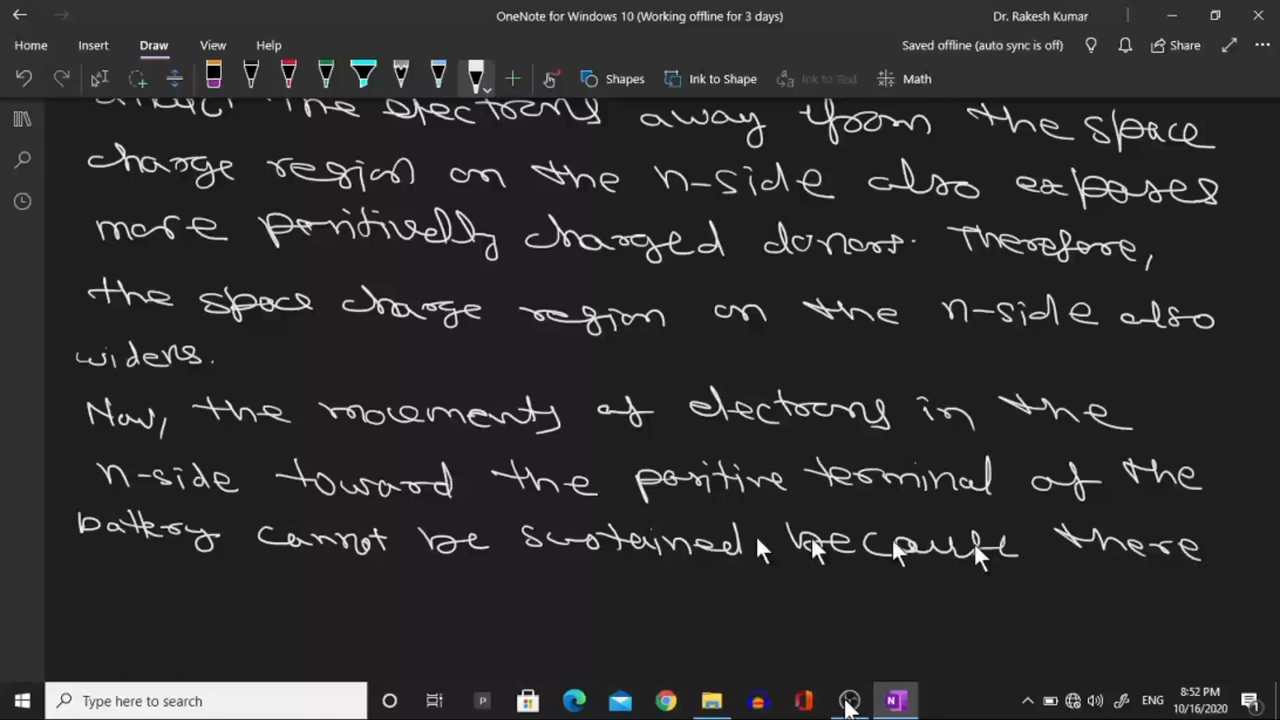 OneNote for Windows 10 (Working offline for 3 days)
Dr. Rakesh Kumar
Home Insert Draw View Help
Saved offline (auto sync is off) Share
Shapes Ink to Shape Ink to Text Math
The electrons away from the space
charge region on the n-side also exposes
more positively charged donors. Therefore,
the space charge region on the n-side also
widens.
Now, the movements of electrons in the
n-side toward the positive terminal of the
battery cannot be sustained because there
Type here to search
ENG
8:52 PM
10/16/2020